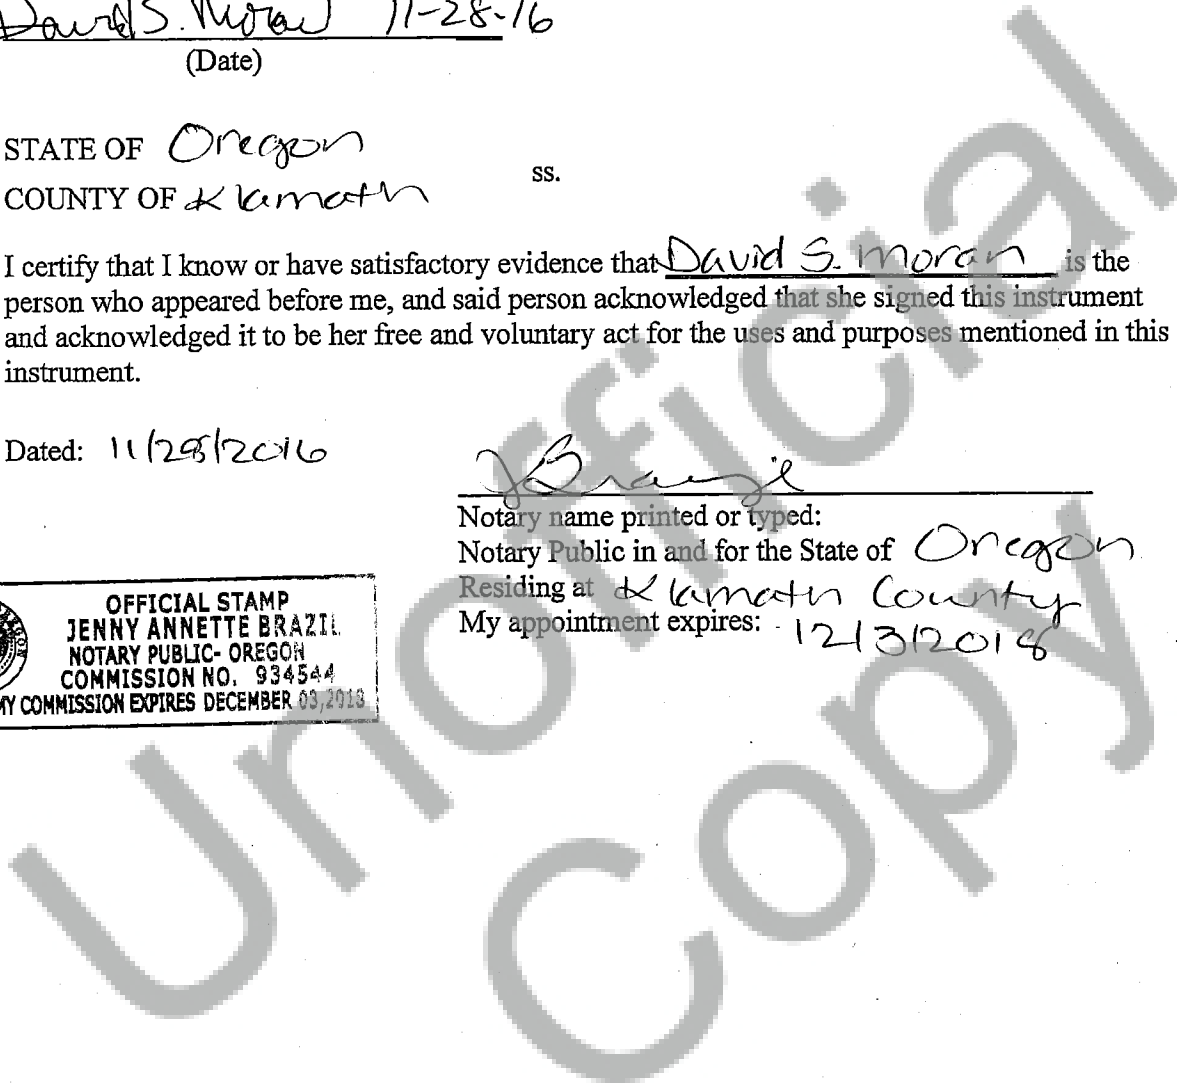 David S. Moran 11-28-16
(Date)
STATE OF Oregon
COUNTY OF Klamath
ss.
I certify that I know or have satisfactory evidence that David S. Moran is the
person who appeared before me, and said person acknowledged that she signed this instrument
and acknowledged it to be her free and voluntary act for the uses and purposes mentioned in this
instrument.
Dated: 11/28/2016
JBrazil
Notary name printed or typed:
Notary Public in and for the State of Oregon
Residing at Klamath County
My appointment expires: 12/3/2018
OFFICIAL STAMP
JENNY ANNETTE BRAZIL
NOTARY PUBLIC- OREGON
COMMISSION NO. 934544
MY COMMISSION EXPIRES DECEMBER 03,2018
Unofficial
Copy